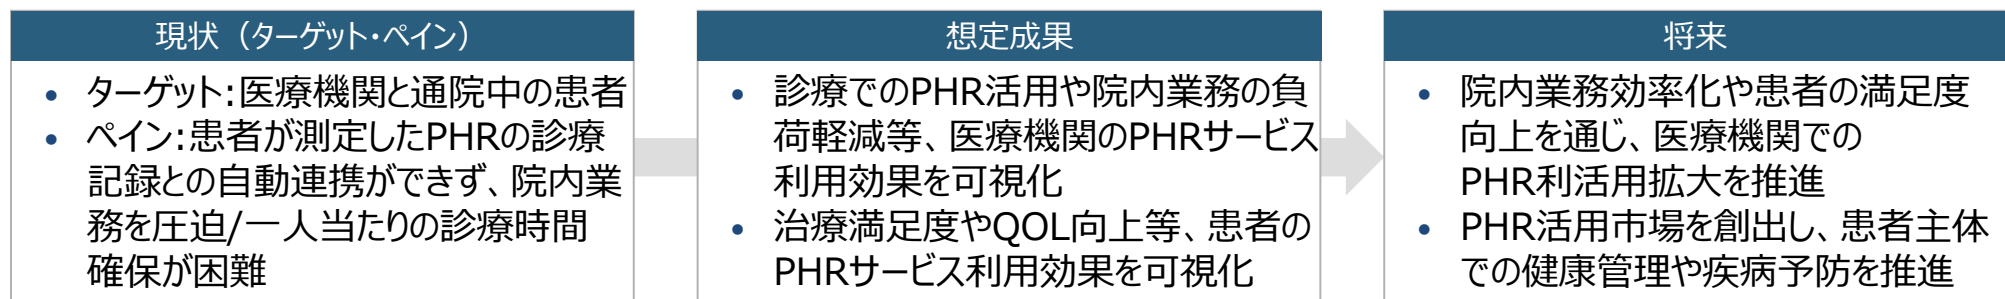 現状（ターゲット・ペイン）
• ターゲット：医療機関と通院中の患者
• ペイン：患者が測定したPHRの診療
記録との自動連携ができず、院内業
務を圧迫/一人当たりの診療時間
確保が困難
想定成果
• 診療でのPHR活用や院内業務の負
荷軽減等、医療機関のPHRサービス
利用効果を可視化
• 治療満足度やQOL向上等、患者の
PHRサービス利用効果を可視化
将来
• 院内業務効率化や患者の満足度
向上を通じ、医療機関での
PHR利活用拡大を推進
• PHR活用市場を創出し、患者主体
での健康管理や疾病予防を推進